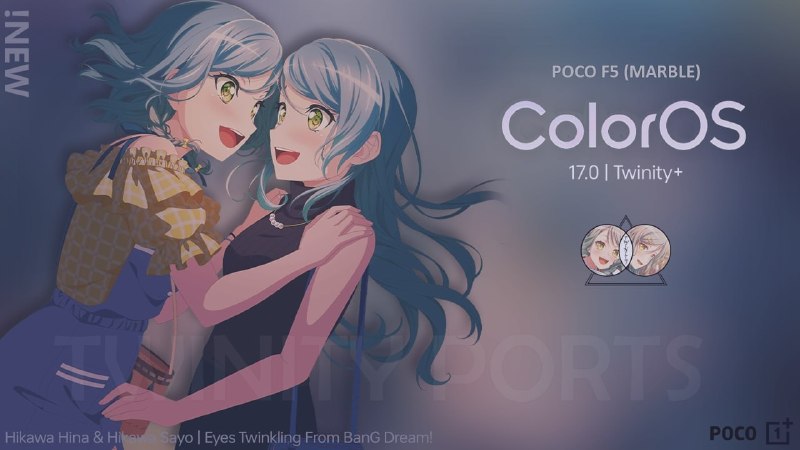 !NEW
POCO F5 (MARBLE)
ColorOS
17.0 | Twinity+
TWINITY PORTS
Hikawa Hina & Hikawa Sayo | Eyes Twinkling From BanG Dream!
POCO 1+